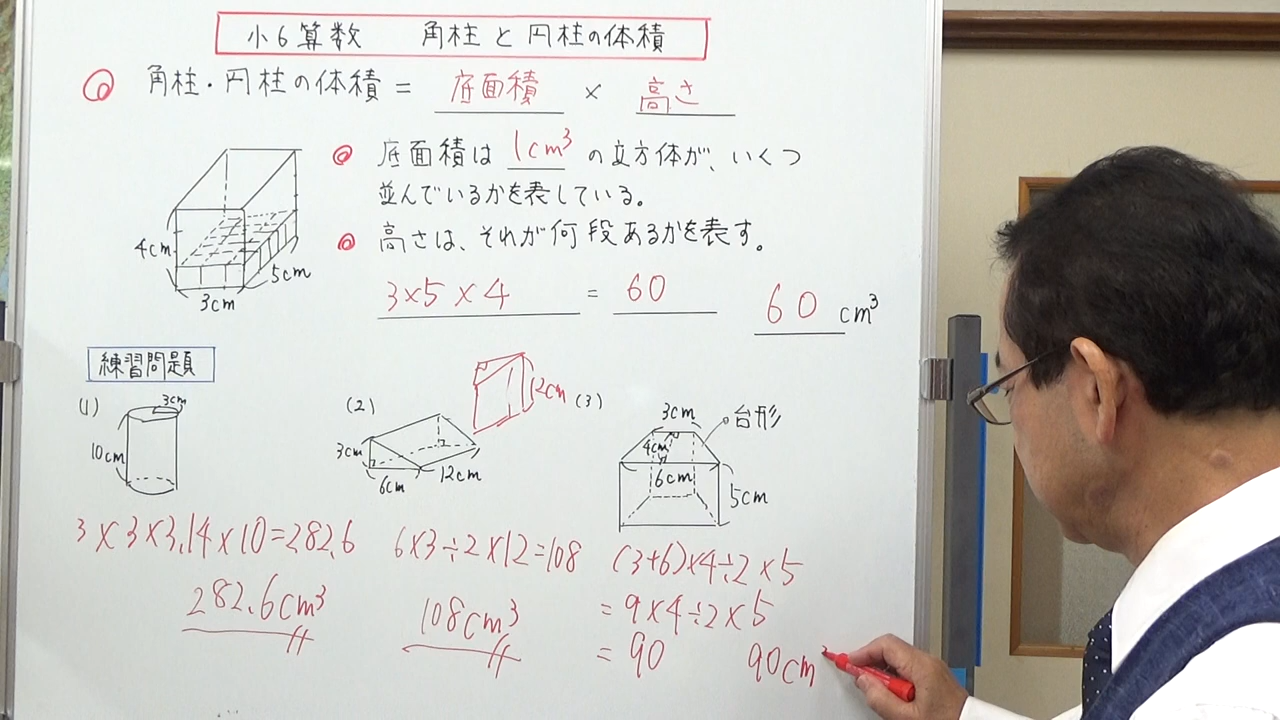 小6算数 角柱と円柱の体積
角柱・円柱の体積 = 底面積 × 高さ
底面積は 1cm³ の立方体が、いくつ
並んでいるかを表している。
高さは、それが何段あるかを表す。
4cm
3cm
5cm
3×5×4 = 60 60 cm³
練習問題
(1)
3cm
10cm
3×3×3.14×10=282.6
282.6cm³
(2)
12cm
3cm
6cm
12cm
6×3÷2×12=108
108cm³
(3)
3cm
台形
4cm
6cm
5cm
(3+6)×4÷2×5
=9×4÷2×5
=90 90cm³